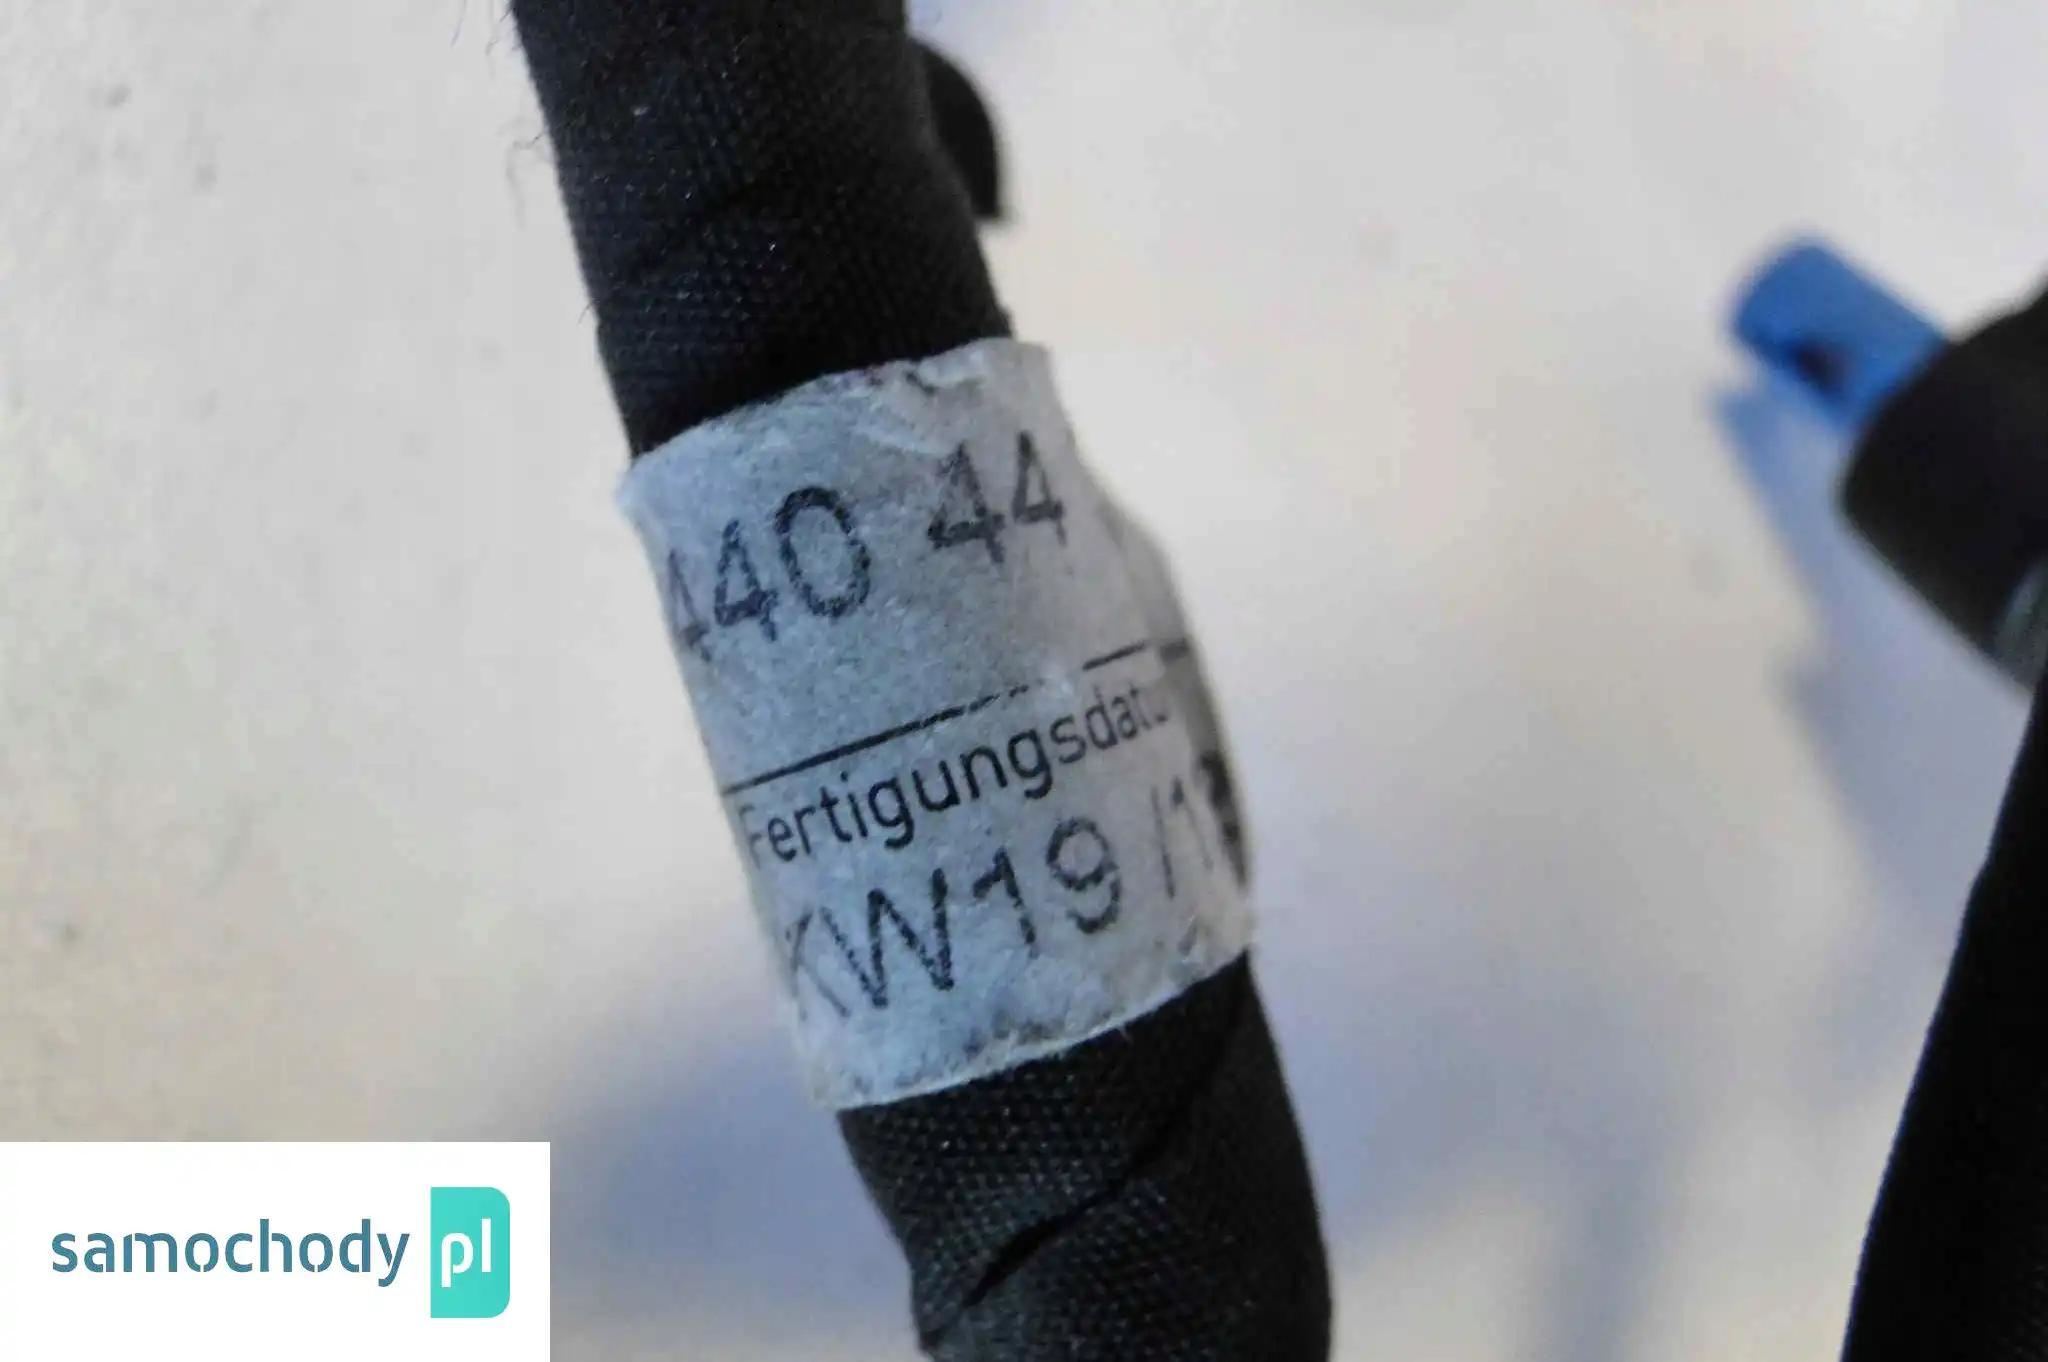 440 44
Fertigungsdat
KW19 /1
samochody pl